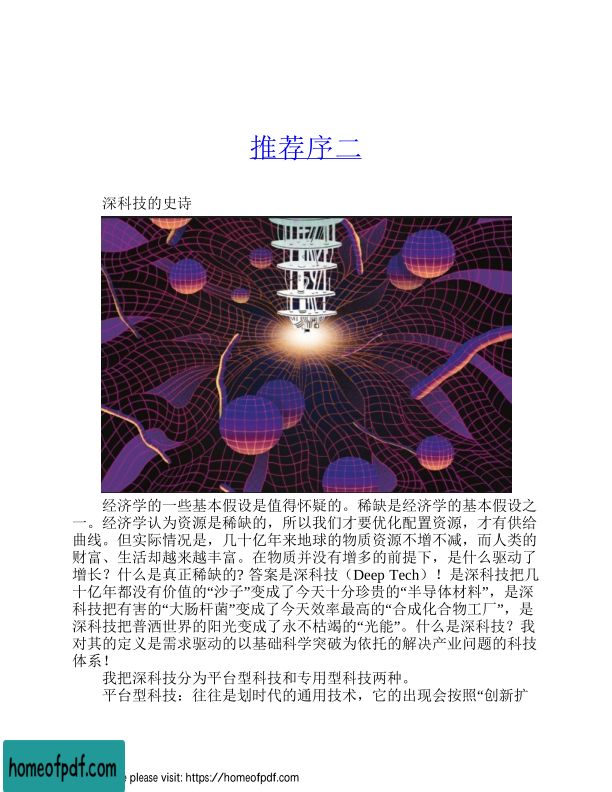 推荐序二
深科技的史诗
经济学的一些基本假设是值得怀疑的。稀缺是经济学的基本假设之
一。经济学认为资源是稀缺的，所以我们才要优化配置资源，才有供给
曲线。但实际情况是，几十亿年来地球的物质资源不增不减，而人类的
财富、生活却越来越丰富。在物质并没有增多的前提下，是什么驱动了
增长？什么是真正稀缺的? 答案是深科技（Deep Tech）！是深科技把几
十亿年都没有价值的“沙子”变成了今天十分珍贵的“半导体材料”，是深
科技把有害的“大肠杆菌”变成了今天效率最高的“合成化合物工厂”，是
深科技把普洒世界的阳光变成了永不枯竭的“光能”。什么是深科技？我
对其的定义是需求驱动的以基础科学突破为依托的解决产业问题的科技
体系！
我把深科技分为平台型科技和专用型科技两种。
平台型科技：往往是划时代的通用技术，它的出现会按照“创新扩
homeofpdf.com
please visit: https://homeofpdf.com